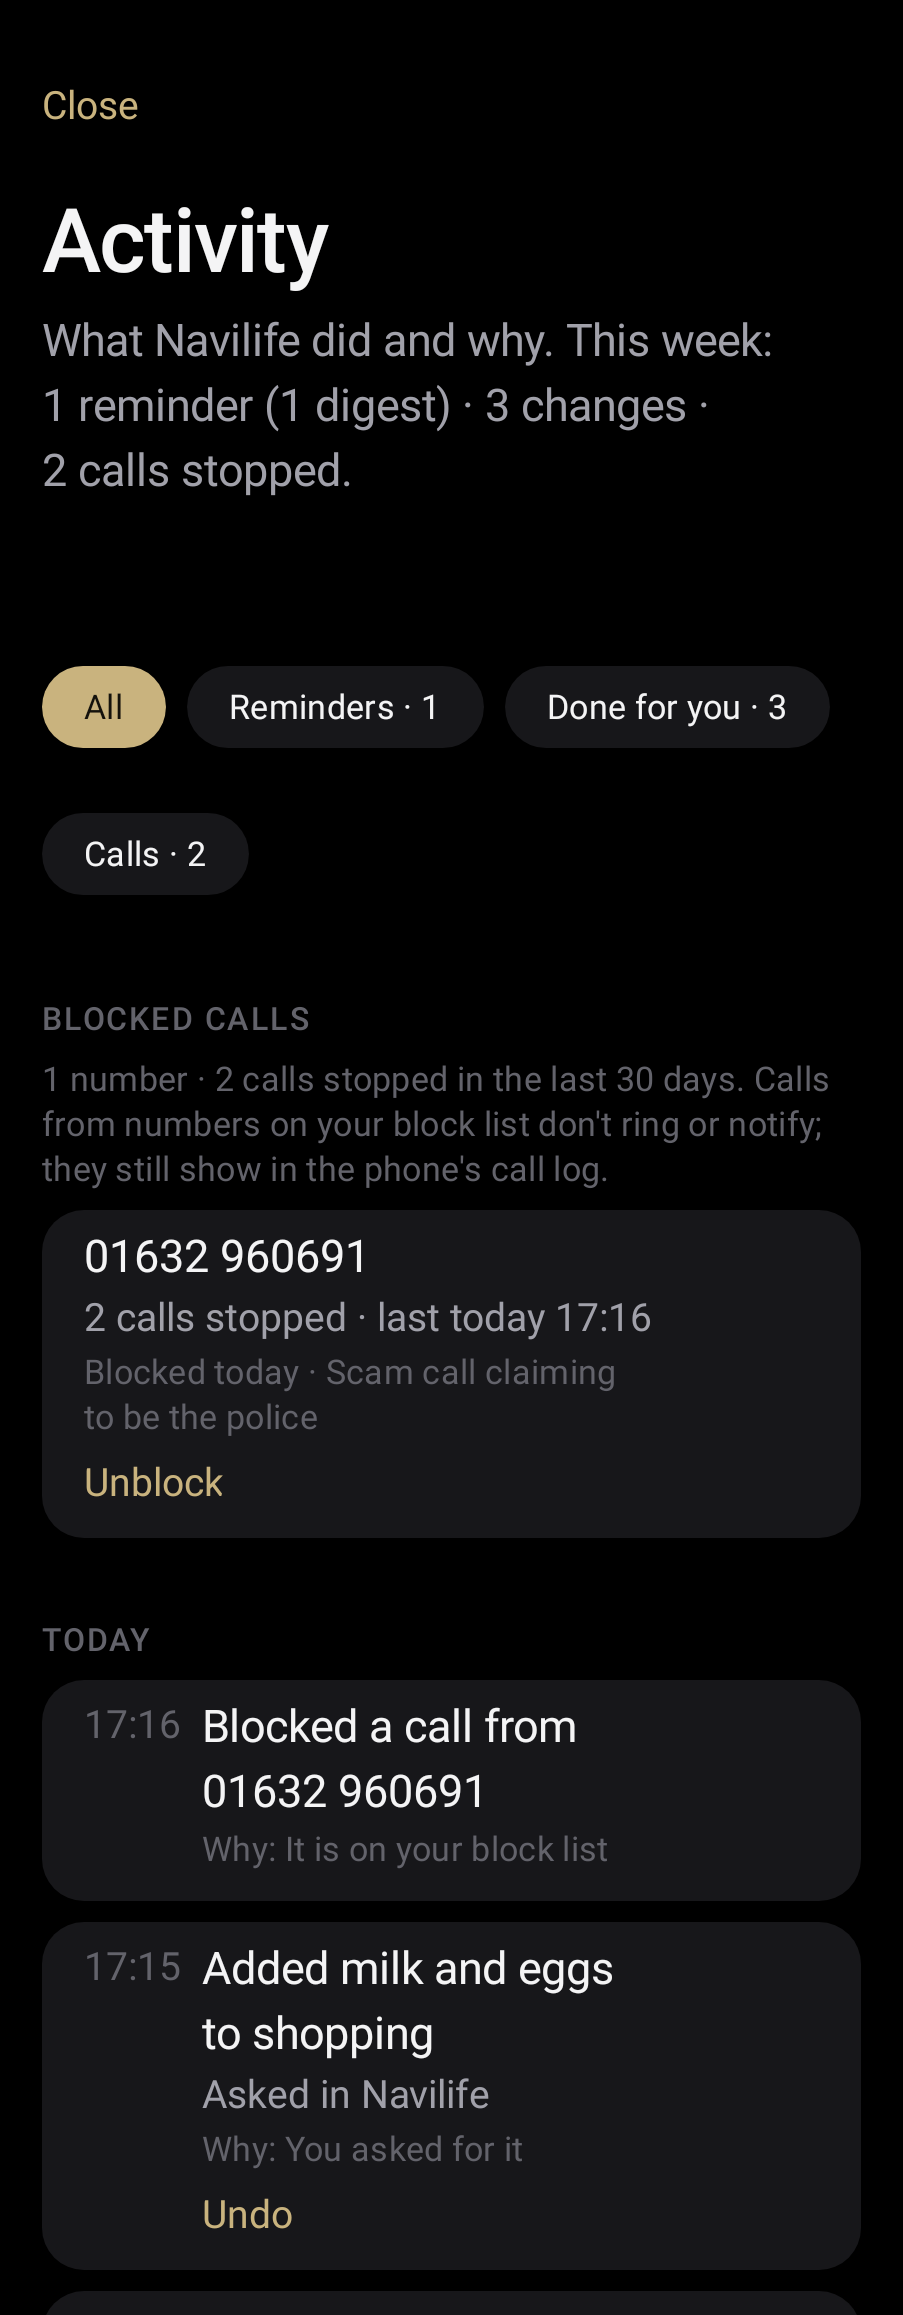 Close
Activity
What Navilife did and why. This week:
1 reminder (1 digest) · 3 changes ·
2 calls stopped.
All
Reminders · 1
Done for you · 3
Calls · 2
BLOCKED CALLS
1 number · 2 calls stopped in the last 30 days. Calls
from numbers on your block list don't ring or notify;
they still show in the phone's call log.
01632 960691
2 calls stopped · last today 17:16
Blocked today · Scam call claiming
to be the police
Unblock
TODAY
17:16 Blocked a call from
01632 960691
Why: It is on your block list
17:15 Added milk and eggs
to shopping
Asked in Navilife
Why: You asked for it
Undo